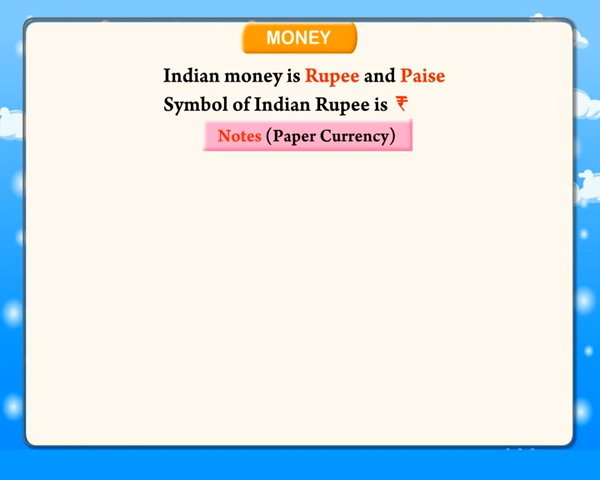 MONEY
Indian money is Rupee and Paise
Symbol of Indian Rupee is ₹
Notes (Paper Currency)